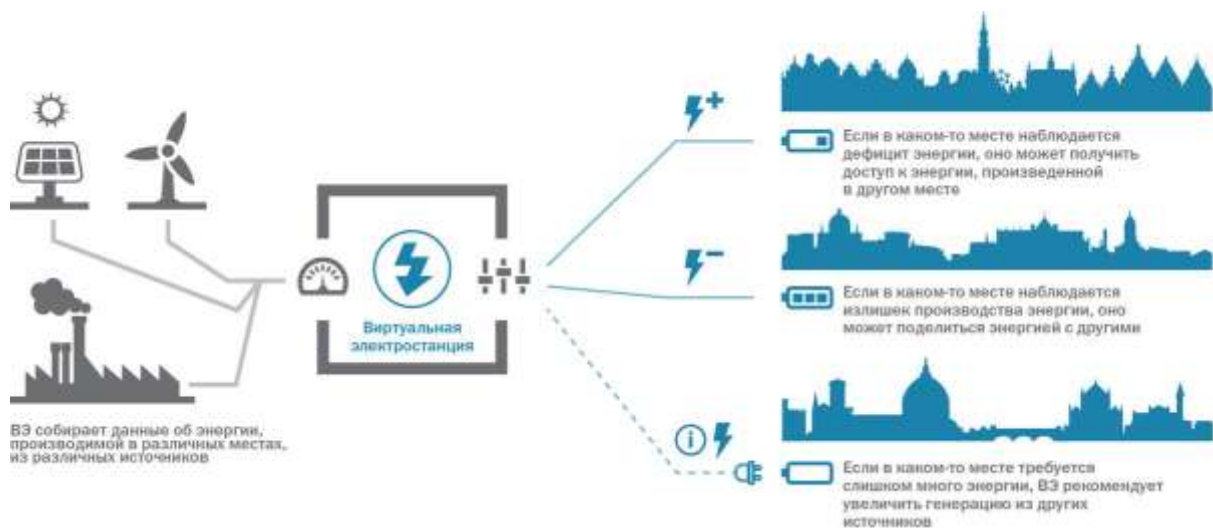 Если в каком-то месте наблюдается
дефицит энергии, оно может получить
доступ к энергии, произведенной
в другом месте
Виртуальная
электростанция
Если в каком-то месте наблюдается
излишек производства энергии, оно
может поделиться энергией с другими
ВЭ собирает данные об энергии,
производимой в различных местах,
из различных источников
Если в каком-то месте требуется
слишком много энергии, ВЭ рекомендует
увеличить генерацию из других
источников